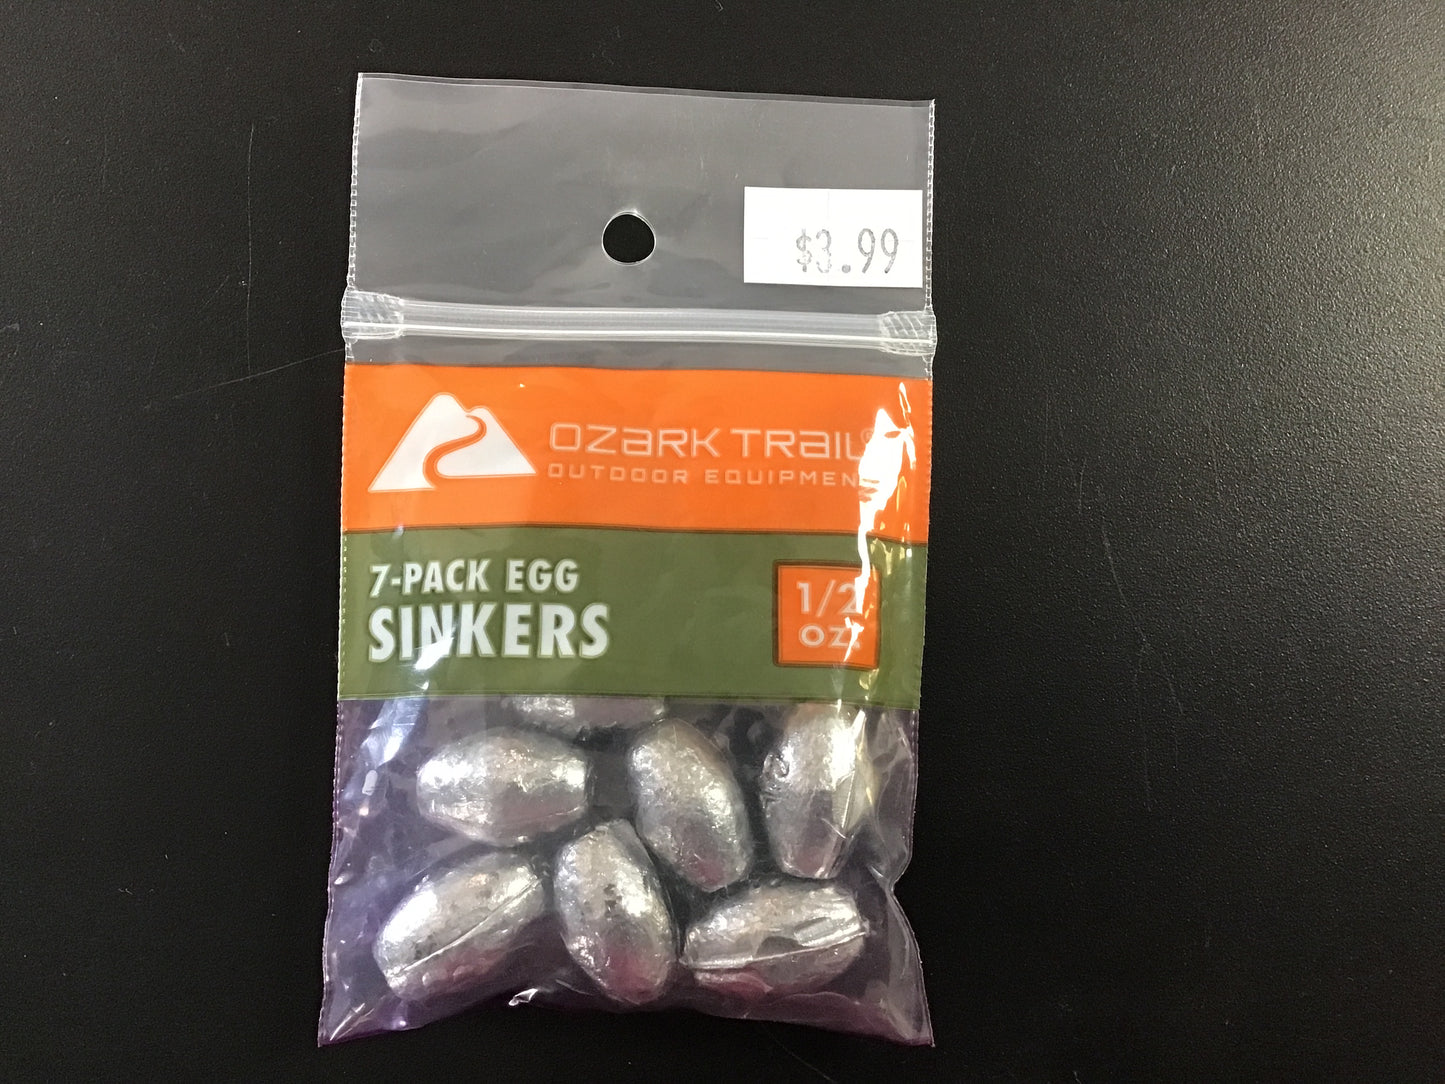 $3.99
OZARK TRAIL®
OUTDOOR EQUIPMENT
7-PACK EGG
SINKERS
1/2
OZ.